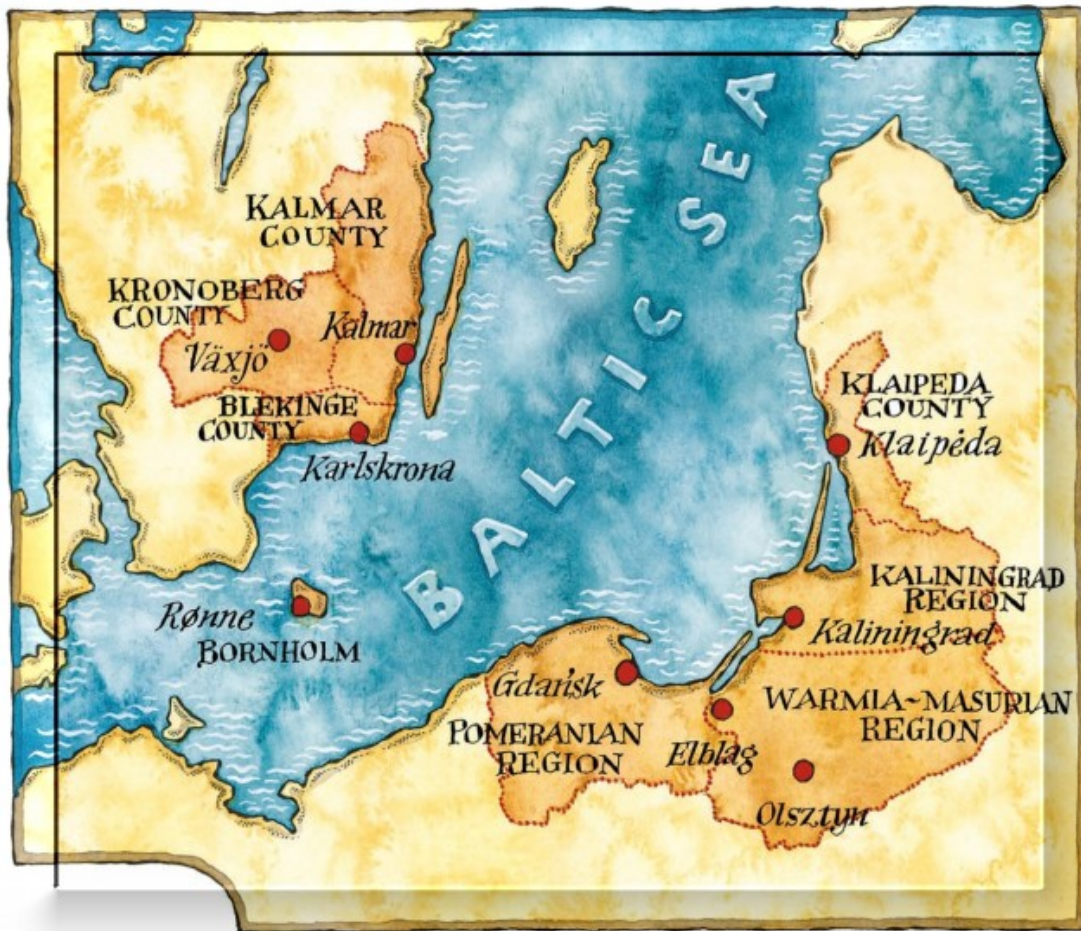 BALTIC SEA
KALMAR
COUNTY
KRONOBERG
COUNTY
Kalmar
Växjö
BLEKINGE
COUNTY
Karlskrona
KLAIPEDA
COUNTY
Klaipėda
Rønne
BORNHOLM
KALININGRAD
REGION
Kaliningrad
Gdańsk
POMERANIAN
REGION
WARMIA~MASURIAN
REGION
Elbląg
Olsztyn